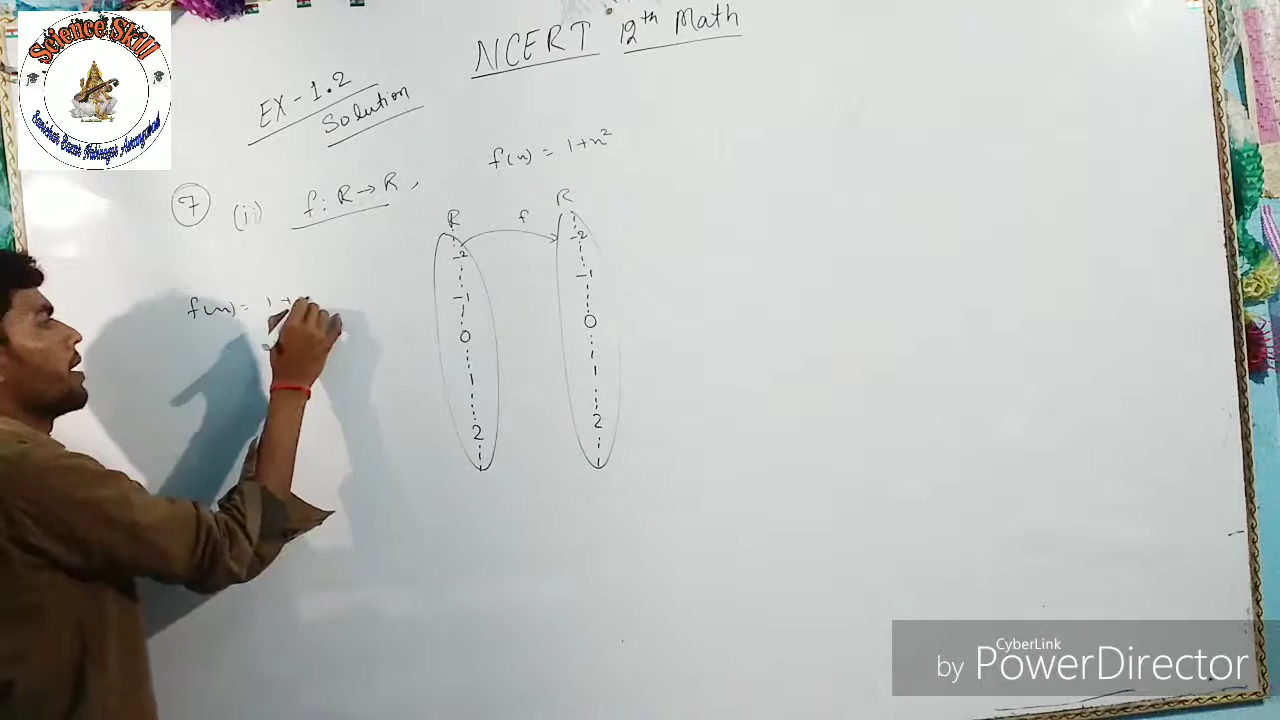 Science Skill
NCERT 12th Math
EX - 1.2
Solution
f(x) = 1+x²
7 (ii) f: R → R ,
R f R
-2 -2
-1 -1
0 0
1 1
2 2
f(x) = 1 +
CyberLink
by PowerDirector